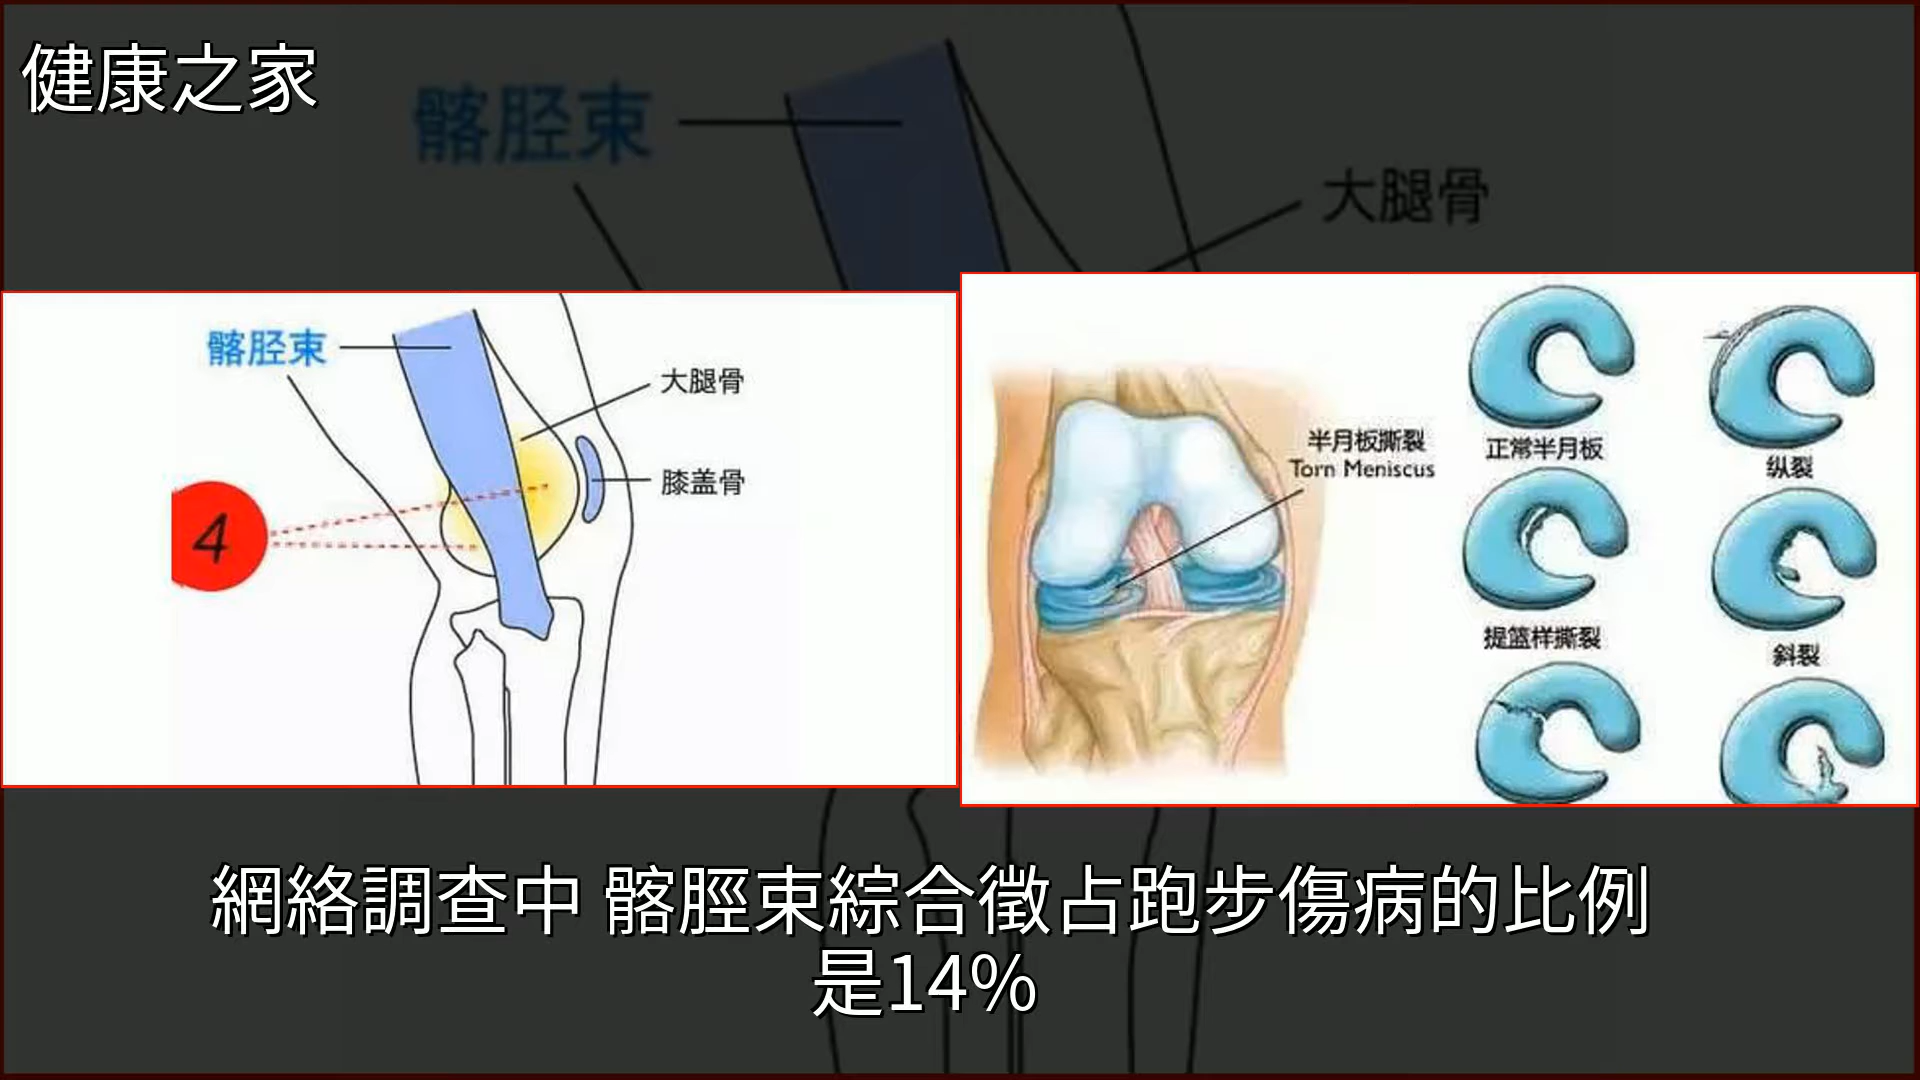 健康之家
髂胫束
大腿骨
髂胫束
大腿骨
膝盖骨
4
半月板撕裂
Torn Meniscus
正常半月板
纵裂
提篮样撕裂
斜裂
網絡調查中 髂脛束綜合徵占跑步傷病的比例
是14%